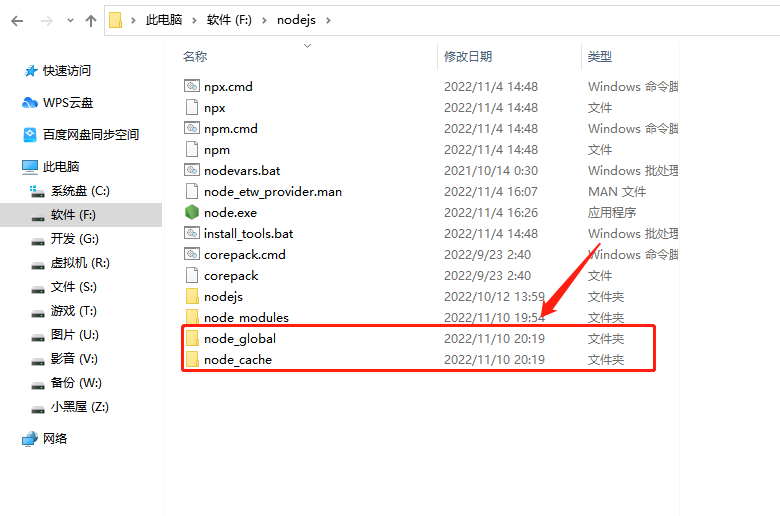 此电脑 软件 (F:) nodejs
名称 修改日期 类型
快速访问
WPS云盘
百度网盘同步空间
此电脑
系统盘 (C:)
软件 (F:)
开发 (G:)
虚拟机 (R:)
文件 (S:)
游戏 (T:)
图片 (U:)
影音 (V:)
备份 (W:)
小黑屋 (Z:)
网络
npx.cmd 2022/11/4 14:48 Windows 命令脚
npx 2022/11/4 14:48 文件
npm.cmd 2022/11/4 14:48 Windows 命令脚
npm 2022/11/4 14:48 文件
nodevars.bat 2021/10/14 0:30 Windows 批处理
node_etw_provider.man 2022/11/4 16:07 MAN 文件
node.exe 2022/11/4 16:26 应用程序
install_tools.bat 2022/11/4 14:48 Windows 批处理
corepack.cmd 2022/9/23 2:40 Windows 命令脚
corepack 2022/9/23 2:40 文件
nodejs 2022/10/12 13:59 文件夹
node_modules 2022/11/10 19:54 文件夹
node_global 2022/11/10 20:19 文件夹
node_cache 2022/11/10 20:19 文件夹